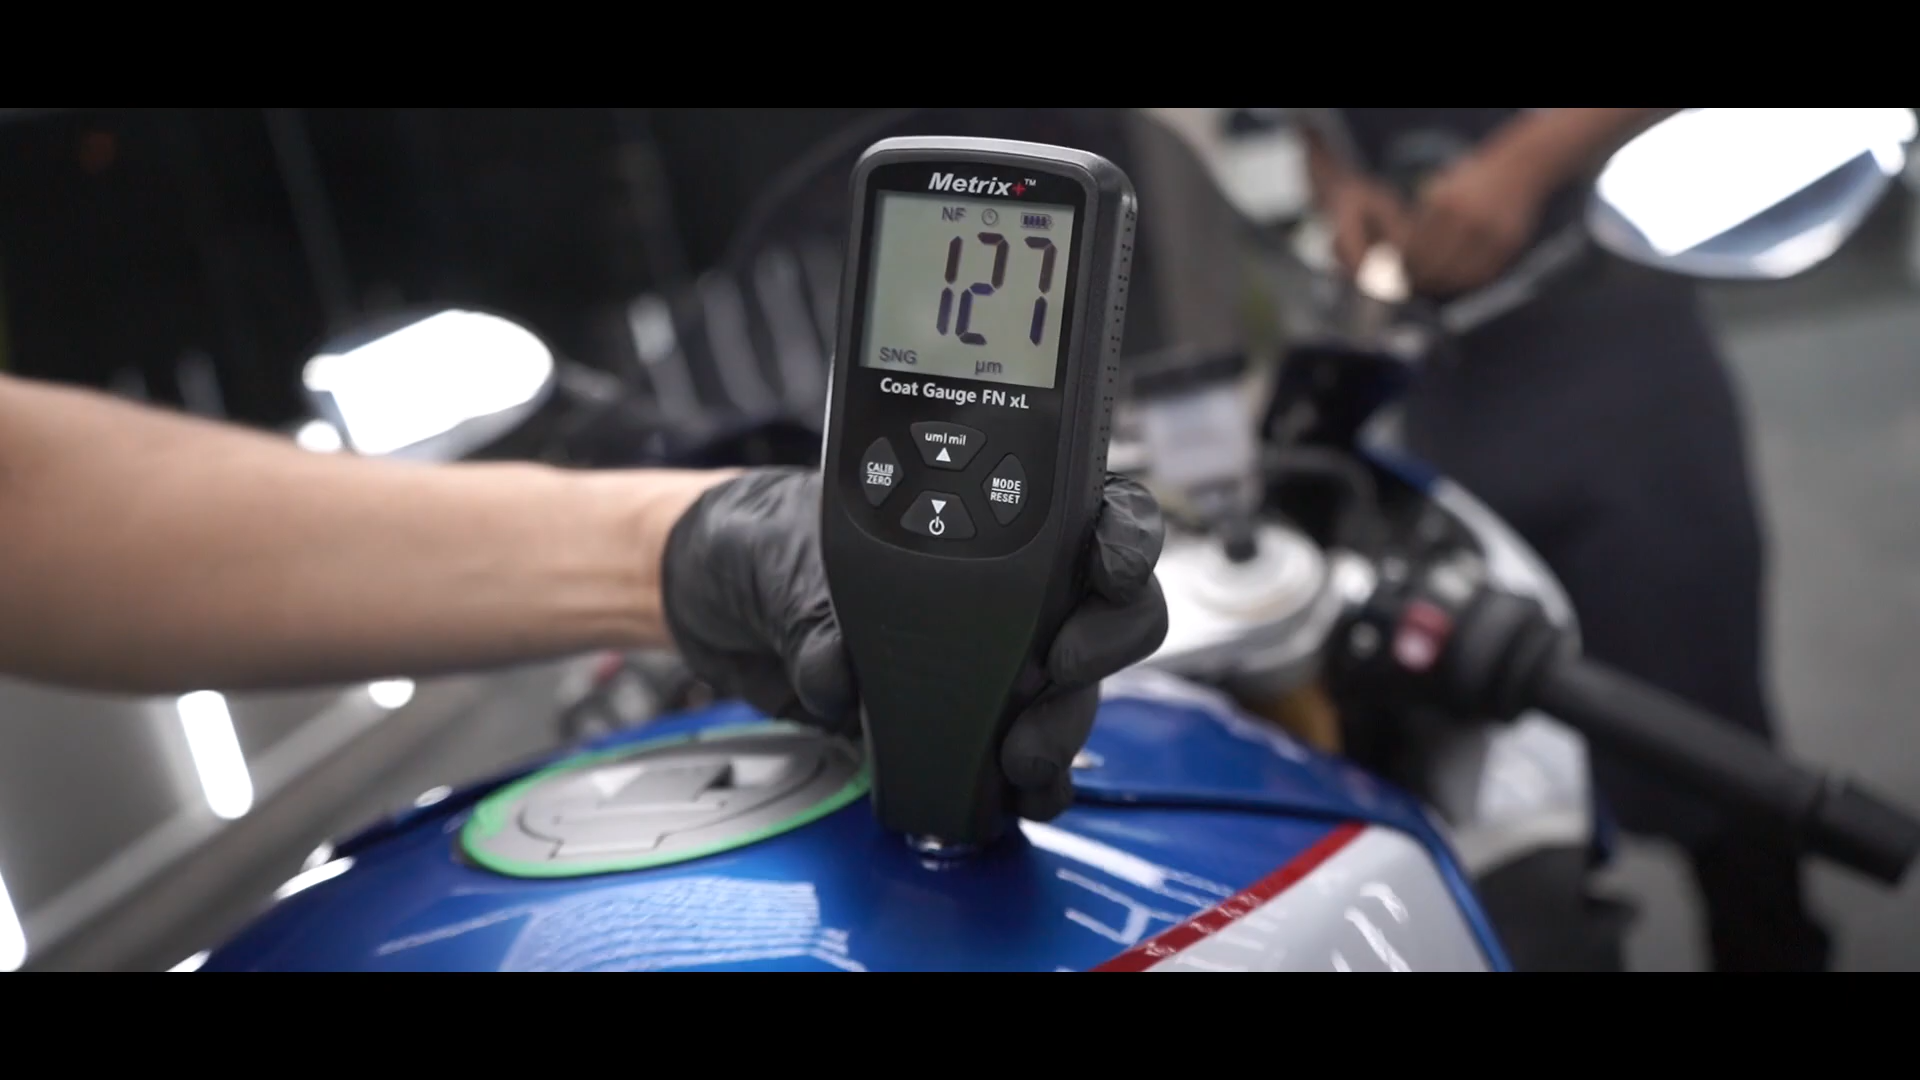 Metrix+™
NF
127
SNG
µm
Coat Gauge FN xL
um|mil
CALIB
ZERO
MODE
RESET